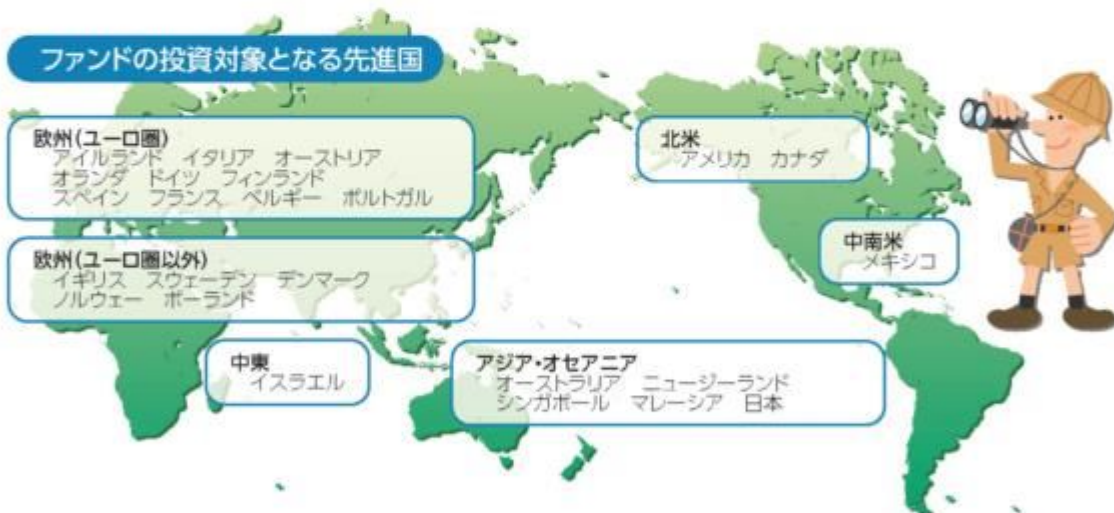 ファンドの投資対象となる先進国
欧州(ユーロ圏)
アイルランド イタリア オーストリア
オランダ ドイツ フィンランド
スペイン フランス ベルギー ポルトガル
北米
アメリカ カナダ
中南米
メキシコ
欧州(ユーロ圏以外)
イギリス スウェーデン デンマーク
ノルウェー ポーランド
中東
イスラエル
アジア・オセアニア
オーストラリア ニュージーランド
シンガポール マレーシア 日本